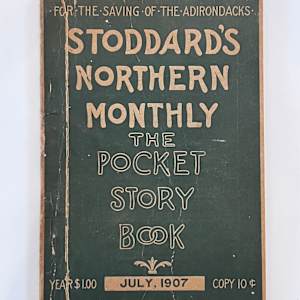 ·FOR·THE·SAVING·OF·THE·ADIRONDACKS·
STODDARD'S
NORTHERN
MONTHLY
THE
POCKET
STORY
BOOK
YEAR $1.00 JULY, 1907 COPY 10 ¢